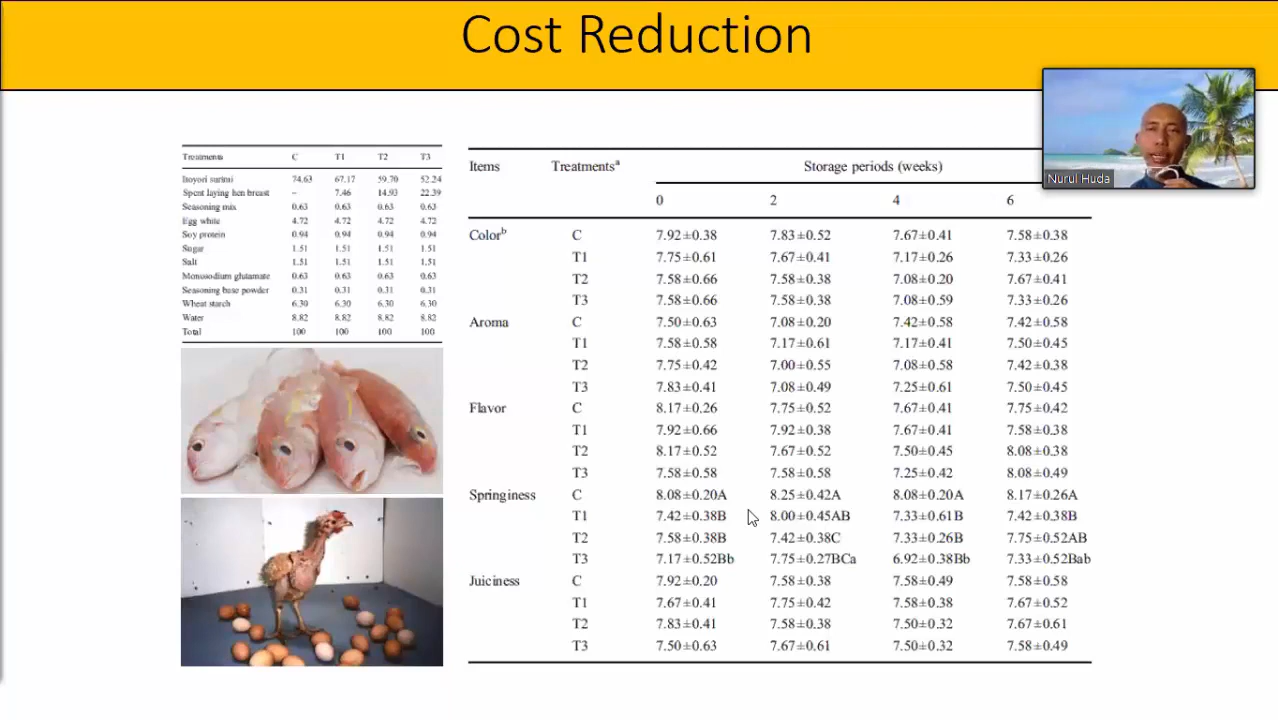 Cost Reduction
Nurul Huda
Treatments C T1 T2 T3
Itoyori surimi 74.63 67.17 59.70 52.24
Spent laying hen breast – 7.46 14.93 22.39
Seasoning mix 0.63 0.63 0.63 0.63
Egg white 4.72 4.72 4.72 4.72
Soy protein 0.94 0.94 0.94 0.94
Sugar 1.51 1.51 1.51 1.51
Salt 1.51 1.51 1.51 1.51
Monosodium glutamate 0.63 0.63 0.63 0.63
Seasoning base powder 0.31 0.31 0.31 0.31
Wheat starch 6.30 6.30 6.30 6.30
Water 8.82 8.82 8.82 8.82
Total 100 100 100 100
Items Treatmentsᵃ Storage periods (weeks)
0 2 4 6
Colorᵇ C 7.92±0.38 7.83±0.52 7.67±0.41 7.58±0.38
T1 7.75±0.61 7.67±0.41 7.17±0.26 7.33±0.26
T2 7.58±0.66 7.58±0.38 7.08±0.20 7.67±0.41
T3 7.58±0.66 7.58±0.38 7.08±0.59 7.33±0.26
Aroma C 7.50±0.63 7.08±0.20 7.42±0.58 7.42±0.58
T1 7.58±0.58 7.17±0.61 7.17±0.41 7.50±0.45
T2 7.75±0.42 7.00±0.55 7.08±0.58 7.42±0.38
T3 7.83±0.41 7.08±0.49 7.25±0.61 7.50±0.45
Flavor C 8.17±0.26 7.75±0.52 7.67±0.41 7.75±0.42
T1 7.92±0.66 7.92±0.38 7.67±0.41 7.58±0.38
T2 8.17±0.52 7.67±0.52 7.50±0.45 8.08±0.38
T3 7.58±0.58 7.58±0.58 7.25±0.42 8.08±0.49
Springiness C 8.08±0.20A 8.25±0.42A 8.08±0.20A 8.17±0.26A
T1 7.42±0.38B 8.00±0.45AB 7.33±0.61B 7.42±0.38B
T2 7.58±0.38B 7.42±0.38C 7.33±0.26B 7.75±0.52AB
T3 7.17±0.52Bb 7.75±0.27BCa 6.92±0.38Bb 7.33±0.52Bab
Juiciness C 7.92±0.20 7.58±0.38 7.58±0.49 7.58±0.58
T1 7.67±0.41 7.75±0.42 7.58±0.38 7.67±0.52
T2 7.83±0.41 7.58±0.38 7.50±0.32 7.67±0.61
T3 7.50±0.63 7.67±0.61 7.50±0.32 7.58±0.49